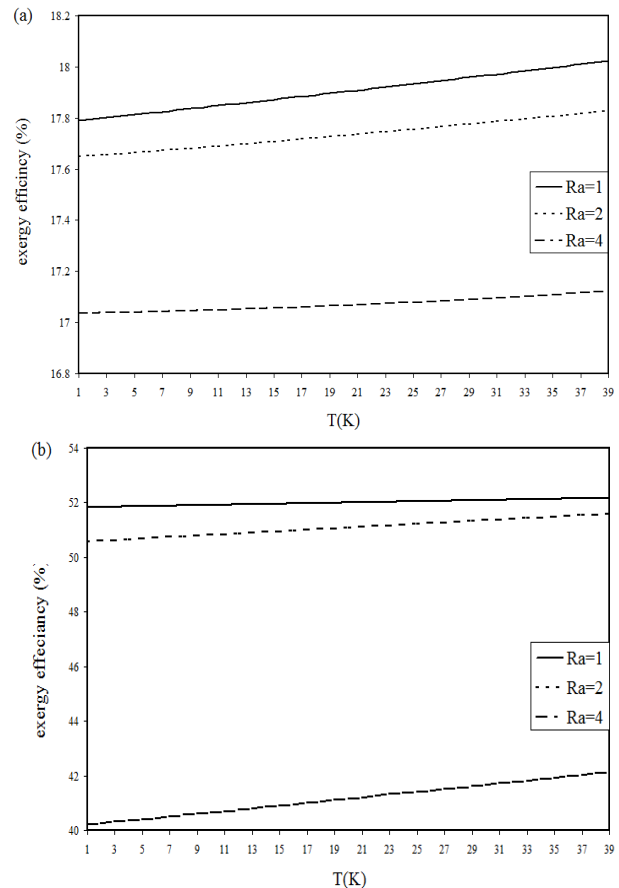 (a)
exergy efficincy (%)
18.2
18
17.8
17.6
17.4
17.2
17
16.8
Ra=1
Ra=2
Ra=4
1 3 5 7 9 11 13 15 17 19 21 23 25 27 29 31 33 35 37 39
T(K)
(b)
exergy effeciancy (%)
54
52
50
48
46
44
42
40
Ra=1
Ra=2
Ra=4
1 3 5 7 9 11 13 15 17 19 21 23 25 27 29 31 33 35 37 39
T(K)